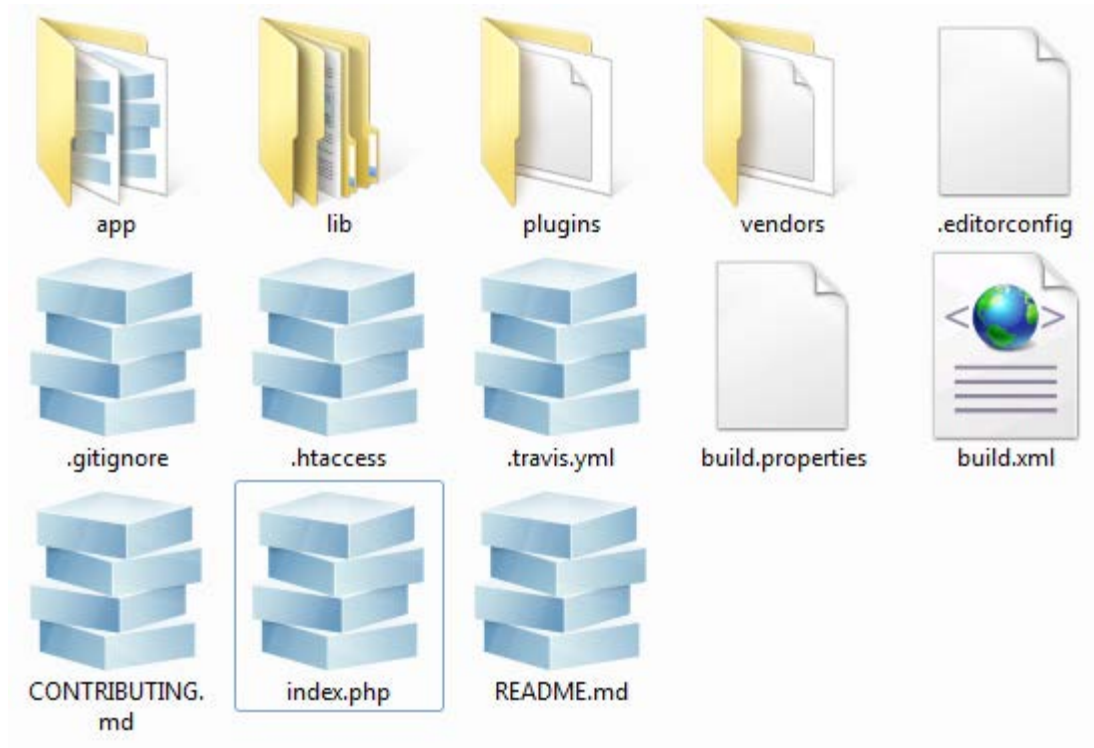 app
lib
plugins
vendors
.editorconfig
.gitignore
.htaccess
.travis.yml
build.properties
build.xml
CONTRIBUTING.
md
index.php
README.md